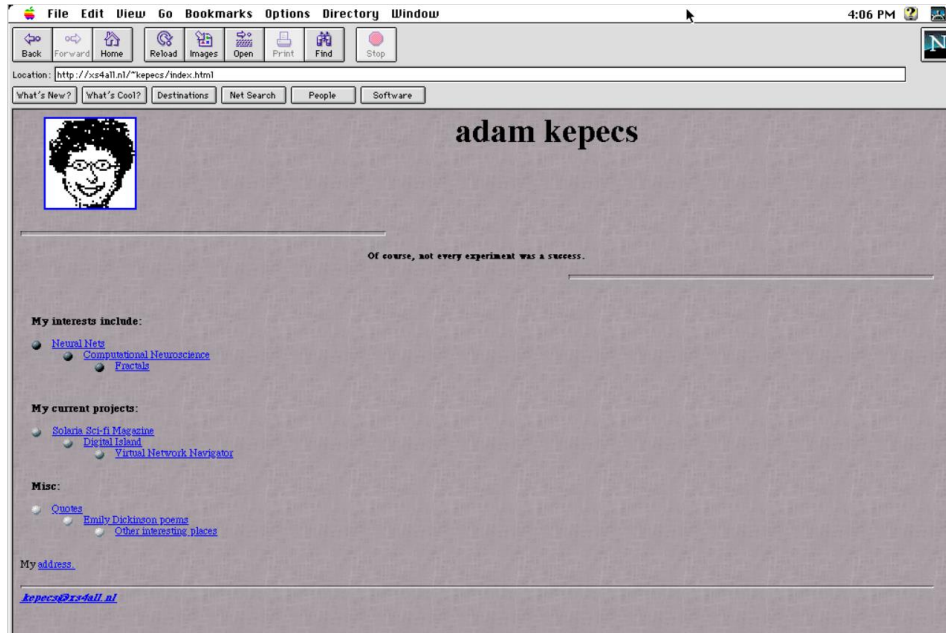 File Edit View Go Bookmarks Options Directory Window 4:06 PM
Back Forward Home Reload Images Open Print Find Stop
N
Location: http://xs4all.nl/~kepecs/index.html
What's New? What's Cool? Destinations Net Search People Software
adam kepecs
Of course, not every experiment was a success.
My interests include:
Neural Nets
Computational Neuroscience
Fractals
My current projects:
Solaria Sci-fi Magazine
Digital Island
Virtual Network Navigator
Misc:
Quotes
Emily Dickinson poems
Other interesting places
My address.
kepecs@xs4all.nl